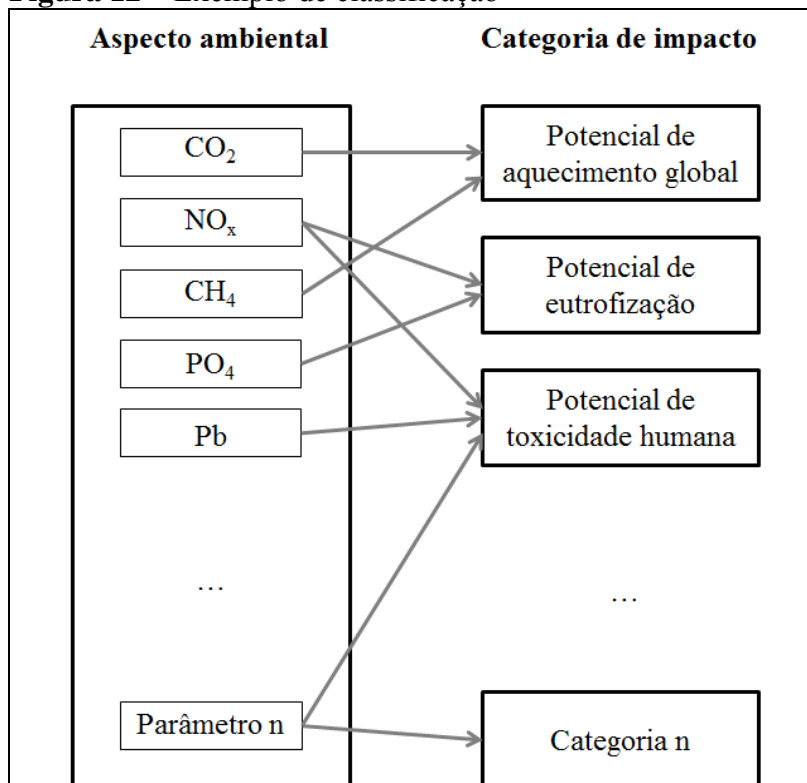 Aspecto ambiental
Categoria de impacto
CO₂
NOₓ
CH₄
PO₄
Pb
...
Parâmetro n
Potencial de
aquecimento global
Potencial de
eutrofização
Potencial de
toxicidade humana
...
Categoria n